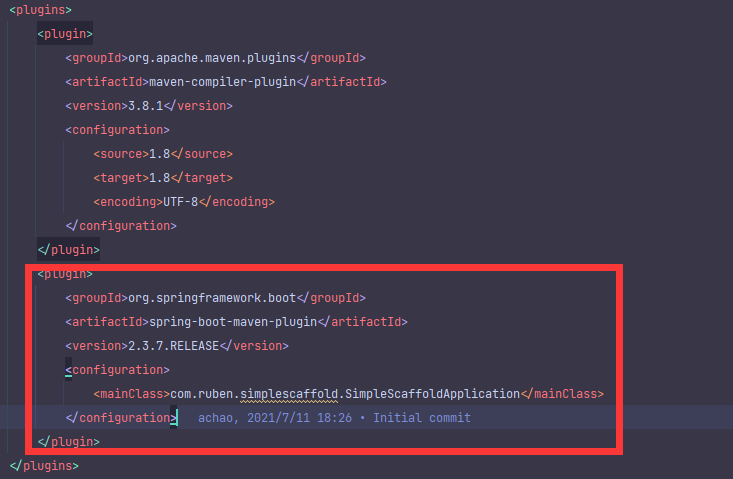 <plugins>
<plugin>
<groupId>org.apache.maven.plugins</groupId>
<artifactId>maven-compiler-plugin</artifactId>
<version>3.8.1</version>
<configuration>
<source>1.8</source>
<target>1.8</target>
<encoding>UTF-8</encoding>
</configuration>
</plugin>
<plugin>
<groupId>org.springframework.boot</groupId>
<artifactId>spring-boot-maven-plugin</artifactId>
<version>2.3.7.RELEASE</version>
<configuration>
<mainClass>com.ruben.simplescaffold.SimpleScaffoldApplication</mainClass>
</configuration> achao, 2021/7/11 18:26 • Initial commit
</plugin>
</plugins>